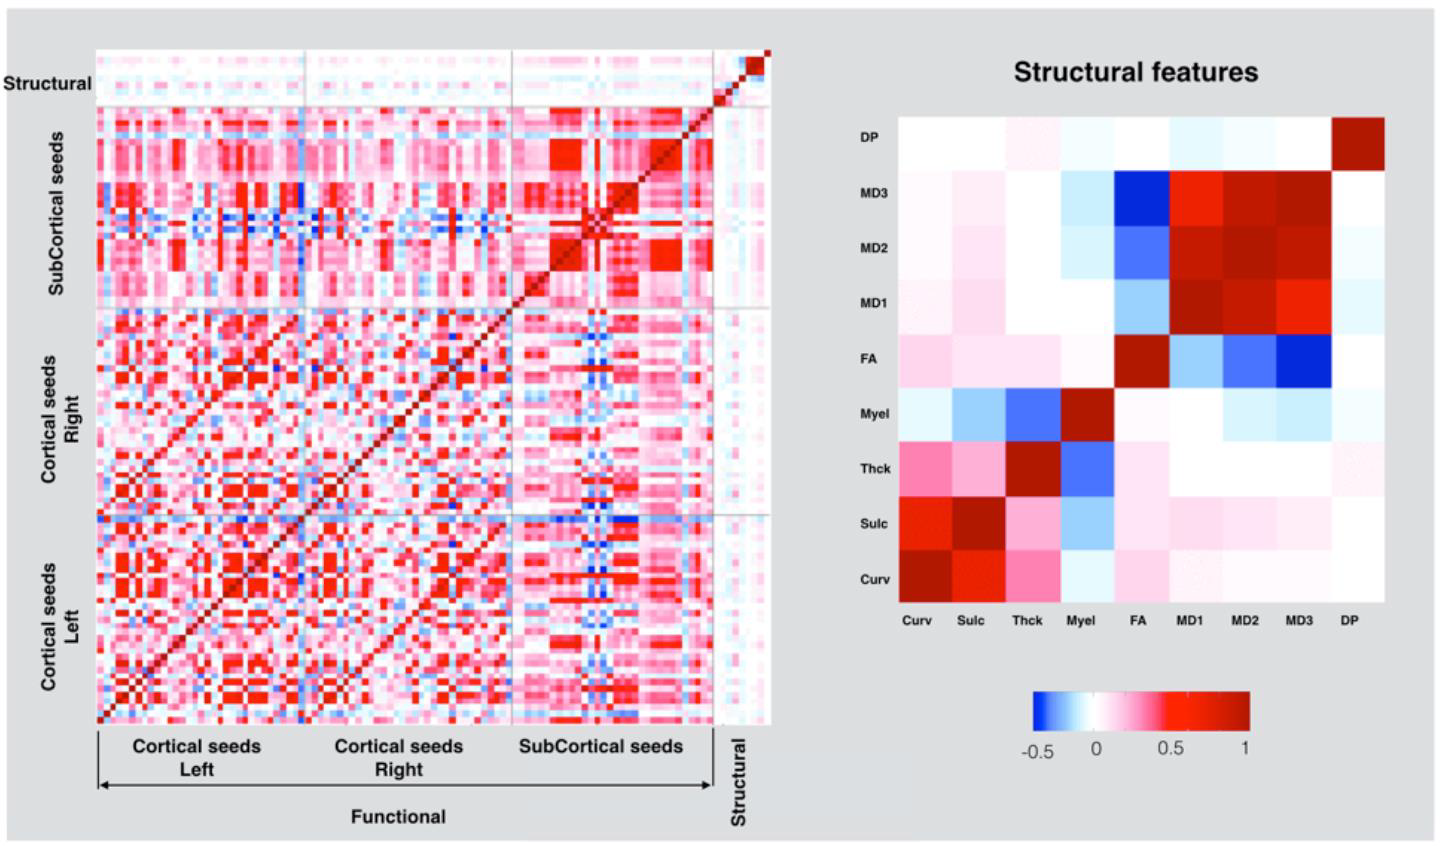 Structural features
Structural
SubCortical seeds
Cortical seeds
Right
Cortical seeds
Left
Cortical seeds
Left
Cortical seeds
Right
SubCortical seeds
Structural
Functional
DP
MD3
MD2
MD1
FA
Myel
Thck
Sulc
Curv
Curv Sulc Thck Myel FA MD1 MD2 MD3 DP
-0.5 0 0.5 1